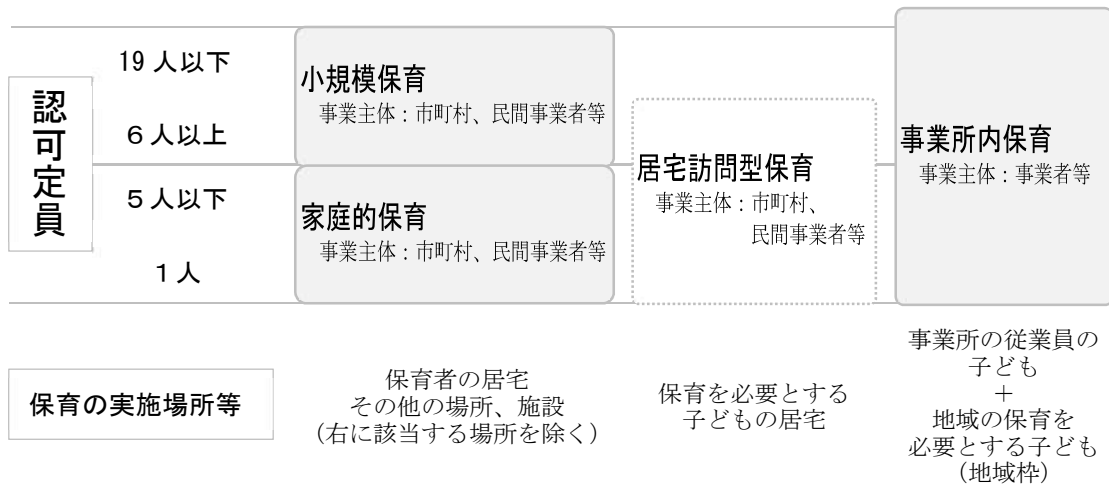 認可定員
19人以下
6人以上
5人以下
1人
小規模保育
事業主体：市町村、民間事業者等
家庭的保育
事業主体：市町村、民間事業者等
居宅訪問型保育
事業主体：市町村、
民間事業者等
事業所内保育
事業主体：事業者等
保育の実施場所等
保育者の居宅
その他の場所、施設
（右に該当する場所を除く）
保育を必要とする
子どもの居宅
事業所の従業員の
子ども
＋
地域の保育を
必要とする子ども
（地域枠）